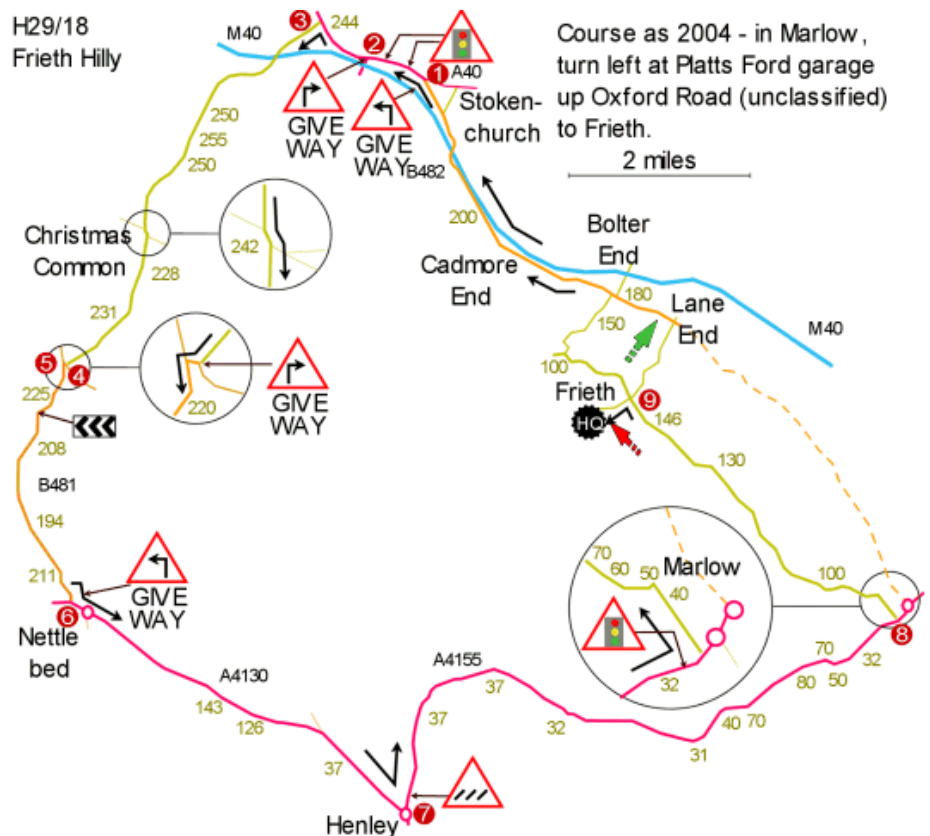 H29/18
Frieth Hilly
M40
3
244
2
1
A40
Course as 2004 - in Marlow,
turn left at Platts Ford garage
up Oxford Road (unclassified)
to Frieth.
2 miles
GIVE
WAY
GIVE
WAY
B482
Stoken-
church
250
255
250
200
Christmas
Common
242
228
231
Cadmore
End
Bolter
End
180
150
Lane
End
M40
100
5
4
225
220
GIVE
WAY
Frieth
9
HQ
146
208
130
B481
194
211
GIVE
WAY
6
Nettle
bed
70
60
50
40
Marlow
32
100
8
A4130
143
126
37
A4155
37
37
32
31
40
70
80
70
50
32
7
Henley